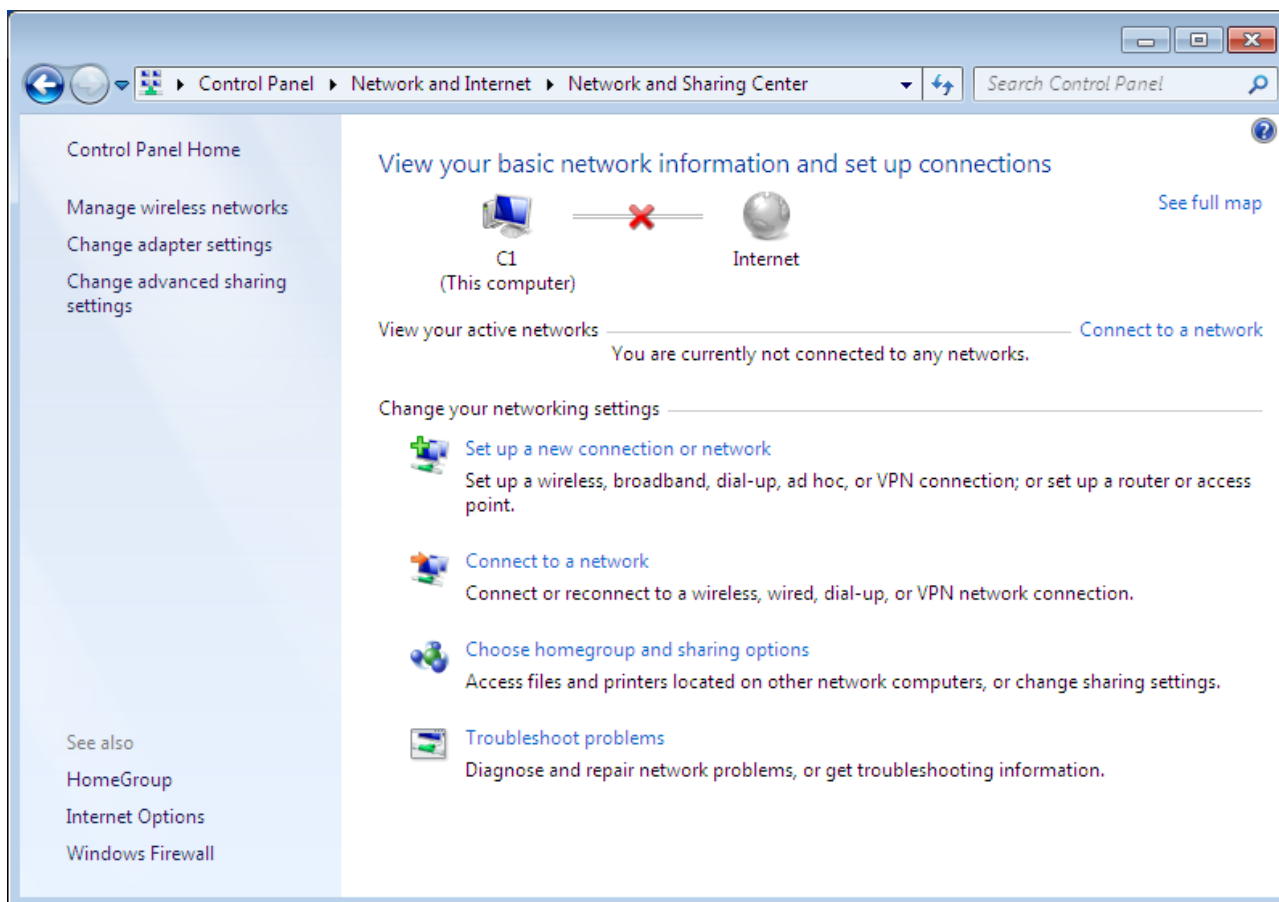 Control Panel ▸ Network and Internet ▸ Network and Sharing Center
Search Control Panel
Control Panel Home
Manage wireless networks
Change adapter settings
Change advanced sharing
settings
See also
HomeGroup
Internet Options
Windows Firewall
View your basic network information and set up connections
See full map
C1
(This computer)
Internet
View your active networks
Connect to a network
You are currently not connected to any networks.
Change your networking settings
Set up a new connection or network
Set up a wireless, broadband, dial-up, ad hoc, or VPN connection; or set up a router or access
point.
Connect to a network
Connect or reconnect to a wireless, wired, dial-up, or VPN network connection.
Choose homegroup and sharing options
Access files and printers located on other network computers, or change sharing settings.
Troubleshoot problems
Diagnose and repair network problems, or get troubleshooting information.